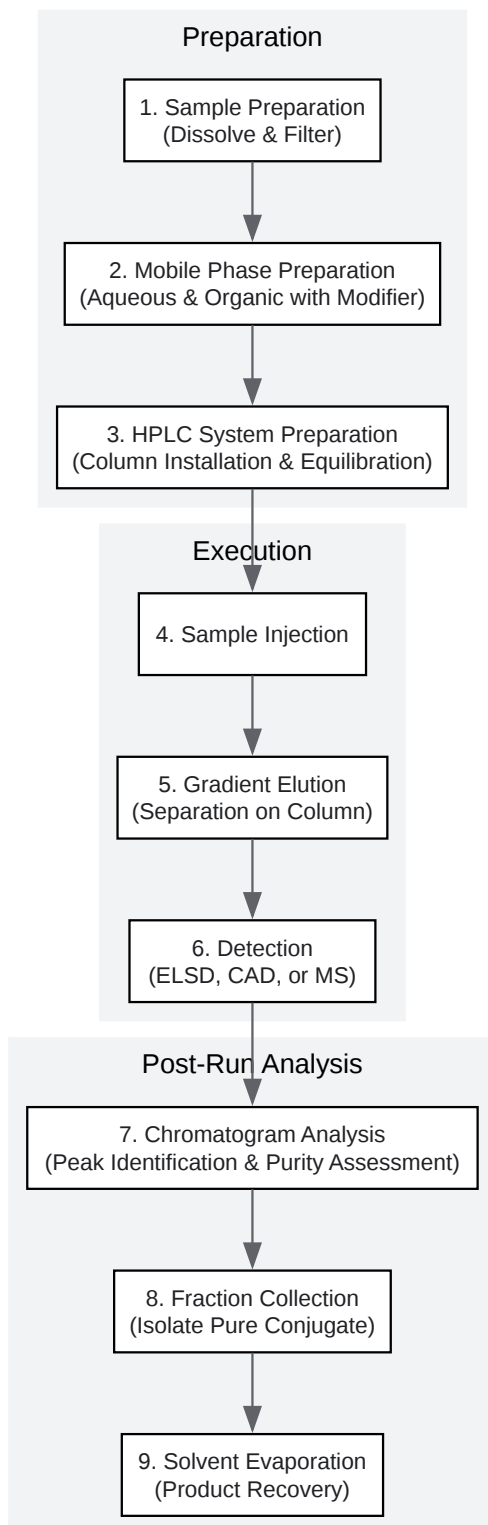 Preparation
1. Sample Preparation
(Dissolve & Filter)
2. Mobile Phase Preparation
(Aqueous & Organic with Modifier)
3. HPLC System Preparation
(Column Installation & Equilibration)
Execution
4. Sample Injection
5. Gradient Elution
(Separation on Column)
6. Detection
(ELSD, CAD, or MS)
Post-Run Analysis
7. Chromatogram Analysis
(Peak Identification & Purity Assessment)
8. Fraction Collection
(Isolate Pure Conjugate)
9. Solvent Evaporation
(Product Recovery)